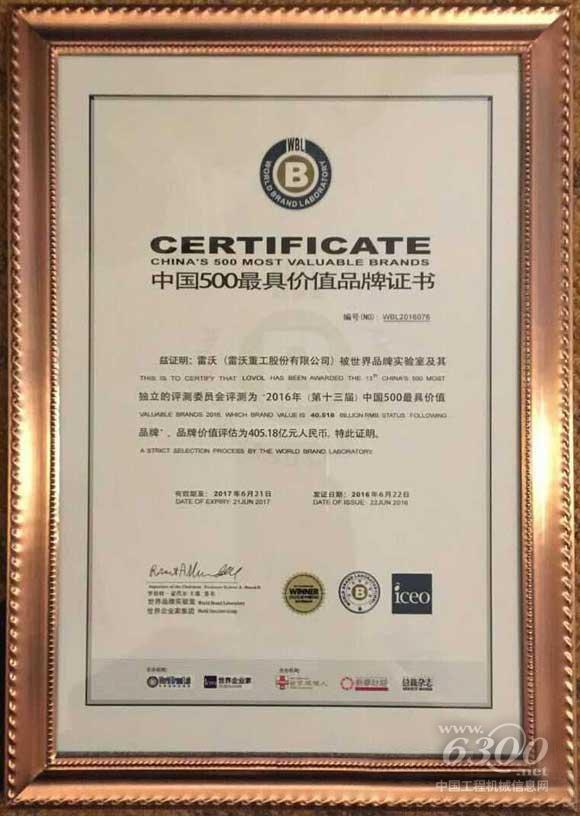 WBL
WORLD BRAND LABORATORY
B
CERTIFICATE
CHINA'S 500 MOST VALUABLE BRANDS
中国500最具价值品牌证书
编号(NO): WBL2016076
兹证明：雷沃（雷沃重工股份有限公司）被世界品牌实验室及其
THIS IS TO CERTIFY THAT LOVOL HAS BEEN AWARDED THE 13th CHINA'S 500 MOST
独立的评测委员会评测为“2016年（第十三届）中国500最具价值
VALUABLE BRANDS 2016, WHICH BRAND VALUE IS 40.518 BILLION RMB STATUS FOLLOWING
品牌”，品牌价值评估为405.18亿元人民币，特此证明。
A STRICT SELECTION PROCESS BY THE WORLD BRAND LABORATORY.
有效期至：2017年6月21日
DATE OF EXPIRY: 21JUN 2017
发证日期：2016年6月22日
DATE OF ISSUE: 22JUN 2016
世界品牌实验室 World Brand Laboratory
世界企业家集团 World Executive Group
WINNER
B
iceo
世界企业家
总裁杂志
www.6300.net
中国工程机械信息网